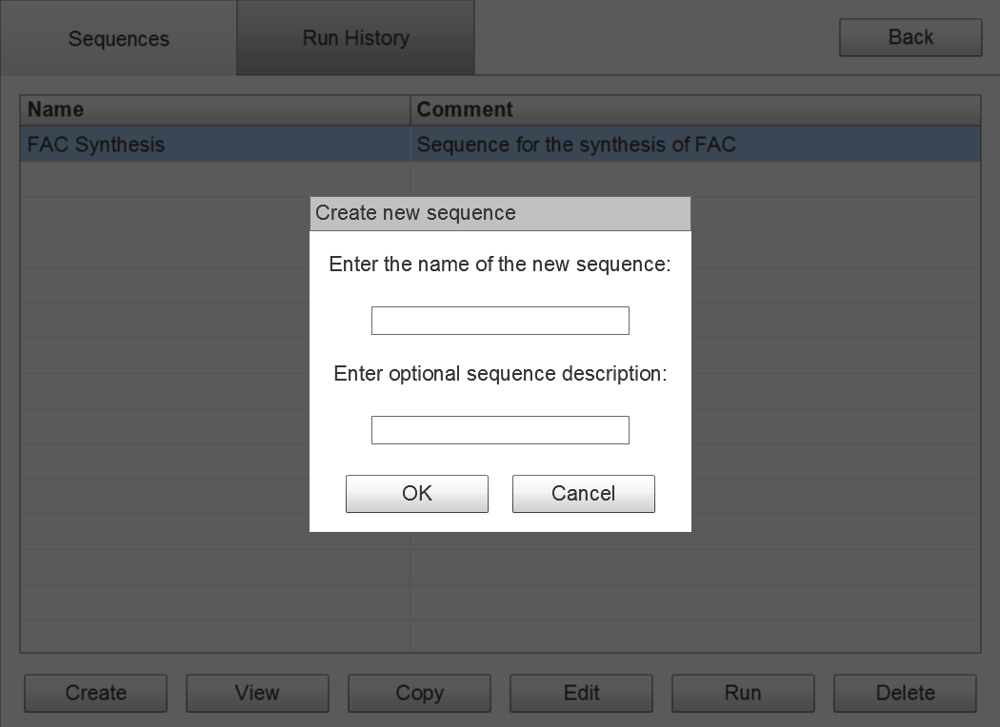 Sequences
Run History
Back
Name
Comment
FAC Synthesis
Sequence for the synthesis of FAC
Create new sequence
Enter the name of the new sequence:
Enter optional sequence description:
OK
Cancel
Create
View
Copy
Edit
Run
Delete